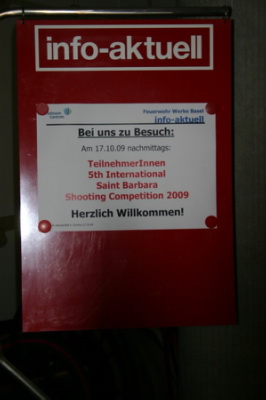 info-aktuell
Feuerwehr Werke Basel
info-aktuell
Bei uns zu Besuch:
Am 17.10.09 nachmittags:
TeilnehmerInnen
5th International
Saint Barbara
Shooting Competition 2009
Herzlich Willkommen!